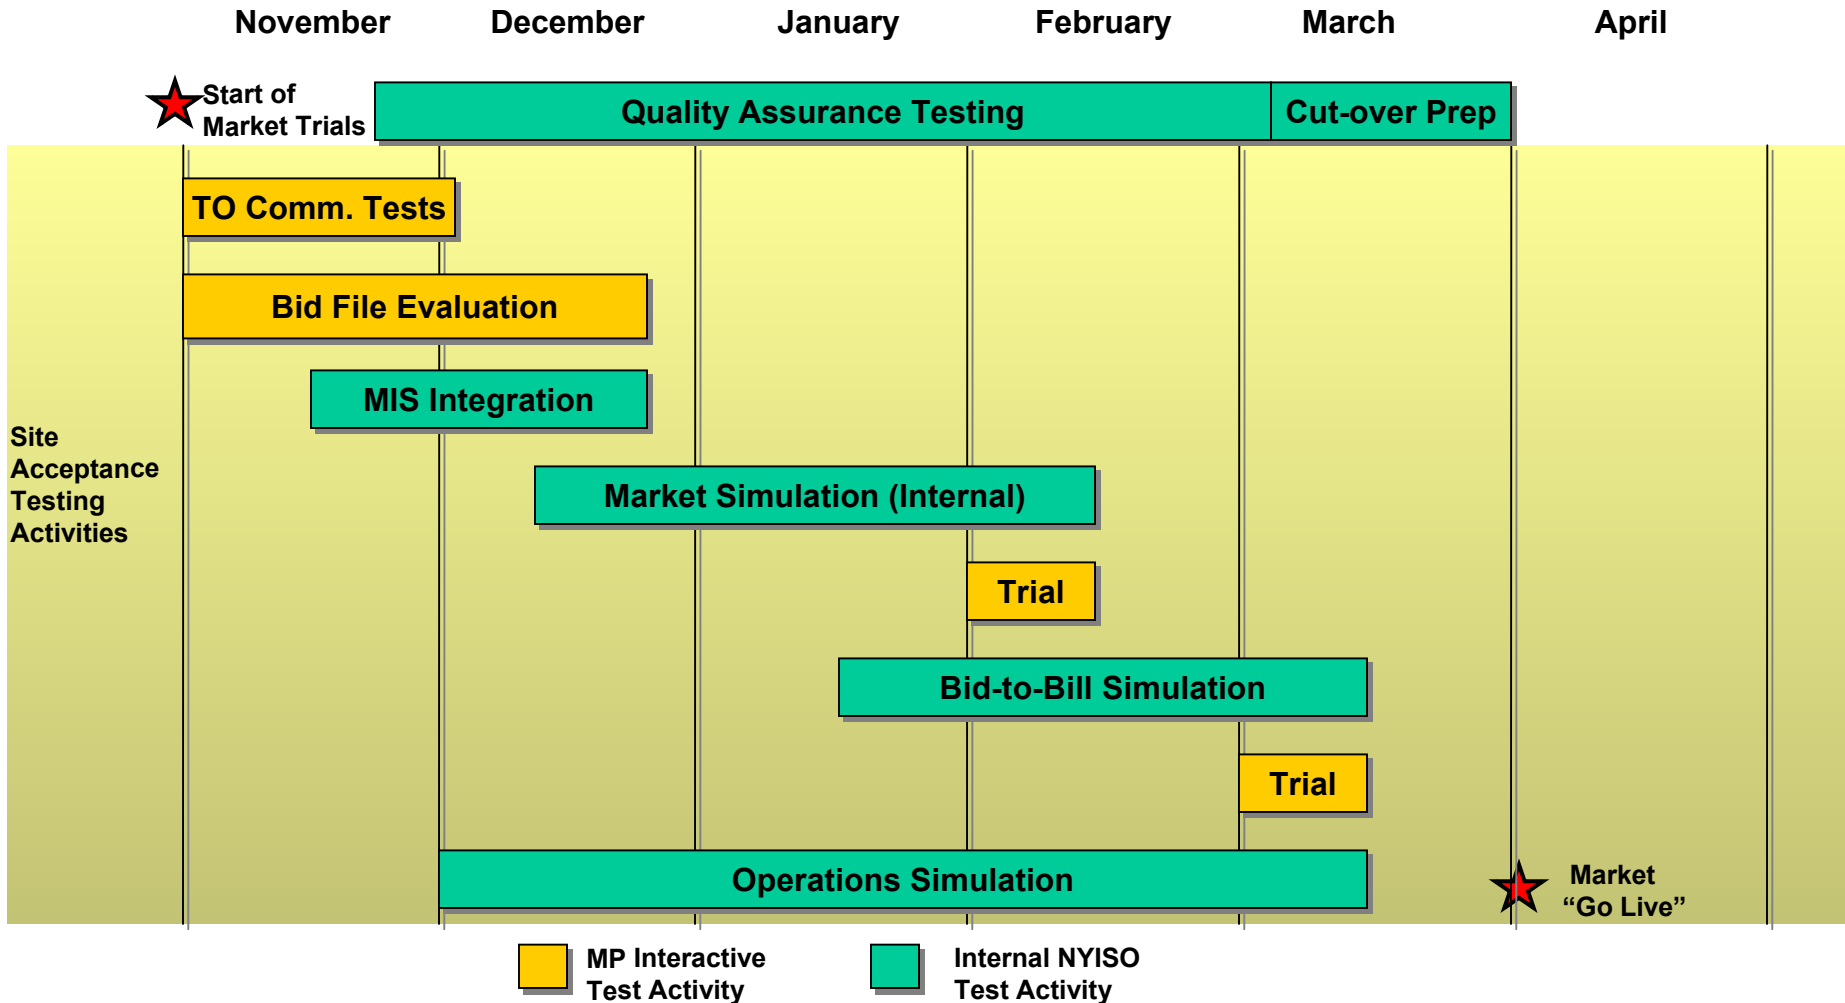 November December January February March April
Start of
Market Trials
Quality Assurance Testing Cut-over Prep
TO Comm. Tests
Bid File Evaluation
MIS Integration
Site
Acceptance
Testing
Activities
Market Simulation (Internal)
Trial
Bid-to-Bill Simulation
Trial
Operations Simulation
Market
“Go Live”
MP Interactive
Test Activity
Internal NYISO
Test Activity